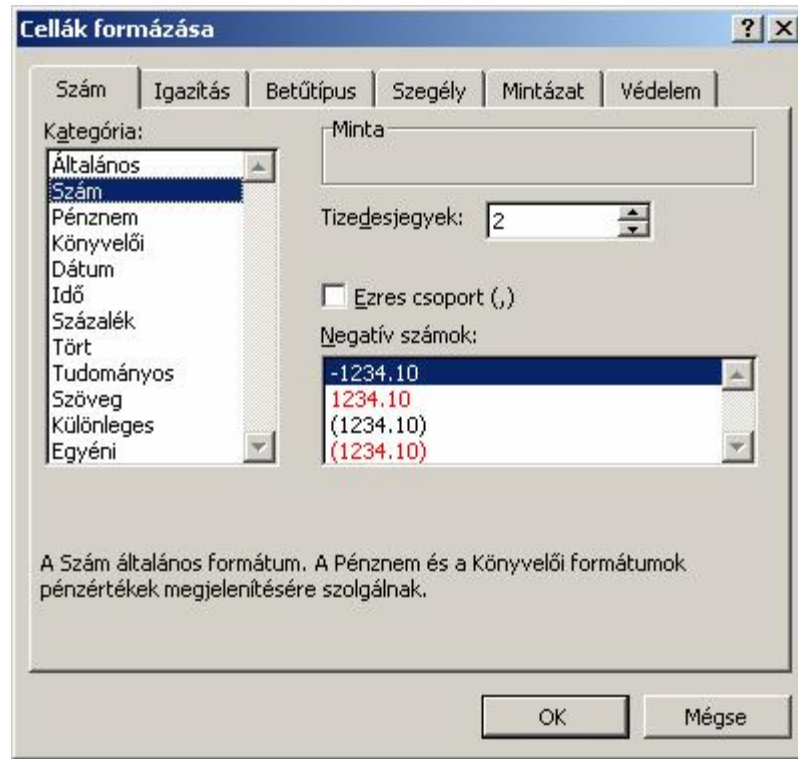 Cellák formázása
Szám Igazítás Betűtípus Szegély Mintázat Védelem
Kategória:
Általános
Szám
Pénznem
Könyvelői
Dátum
Idő
Százalék
Tört
Tudományos
Szöveg
Különleges
Egyéni
Minta
Tizedesjegyek: 2
Ezres csoport (,)
Negatív számok:
-1234.10
1234.10
(1234.10)
(1234.10)
A Szám általános formátum. A Pénznem és a Könyvelői formátumok
pénzértékek megjelenítésére szolgálnak.
OK Mégse